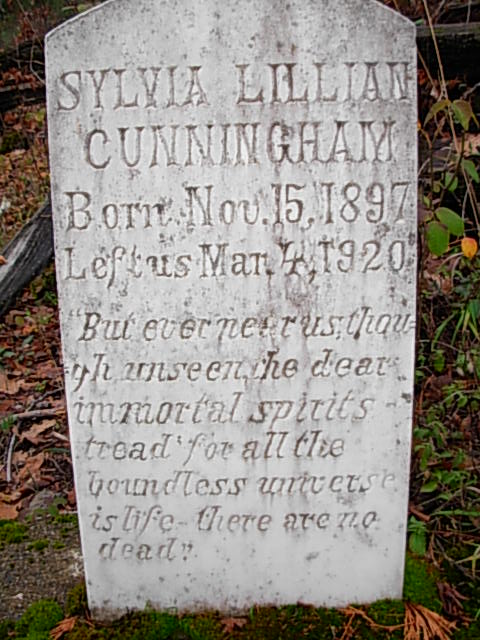 SYLVIA LILLIAN
CUNNINGHAM
Born Nov. 15, 1897
Left us Mar. 4, 1920
"But ever near us, thou-
gh unseen, the dear
immortal spirits
tread; for all the
boundless universe
is life - there are no
dead."